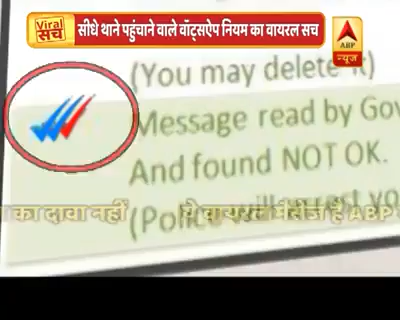 Viral सच
सीधे थाने पहुंचाने वाले वॉट्सऐप नियम का वायरल सच
abp
ABP
न्यूज़
(You may delete it)
Message read by Gov
And found NOT OK.
का दावा नहीं ये वायरल मैसेज है ABP
(Police will arrest yo